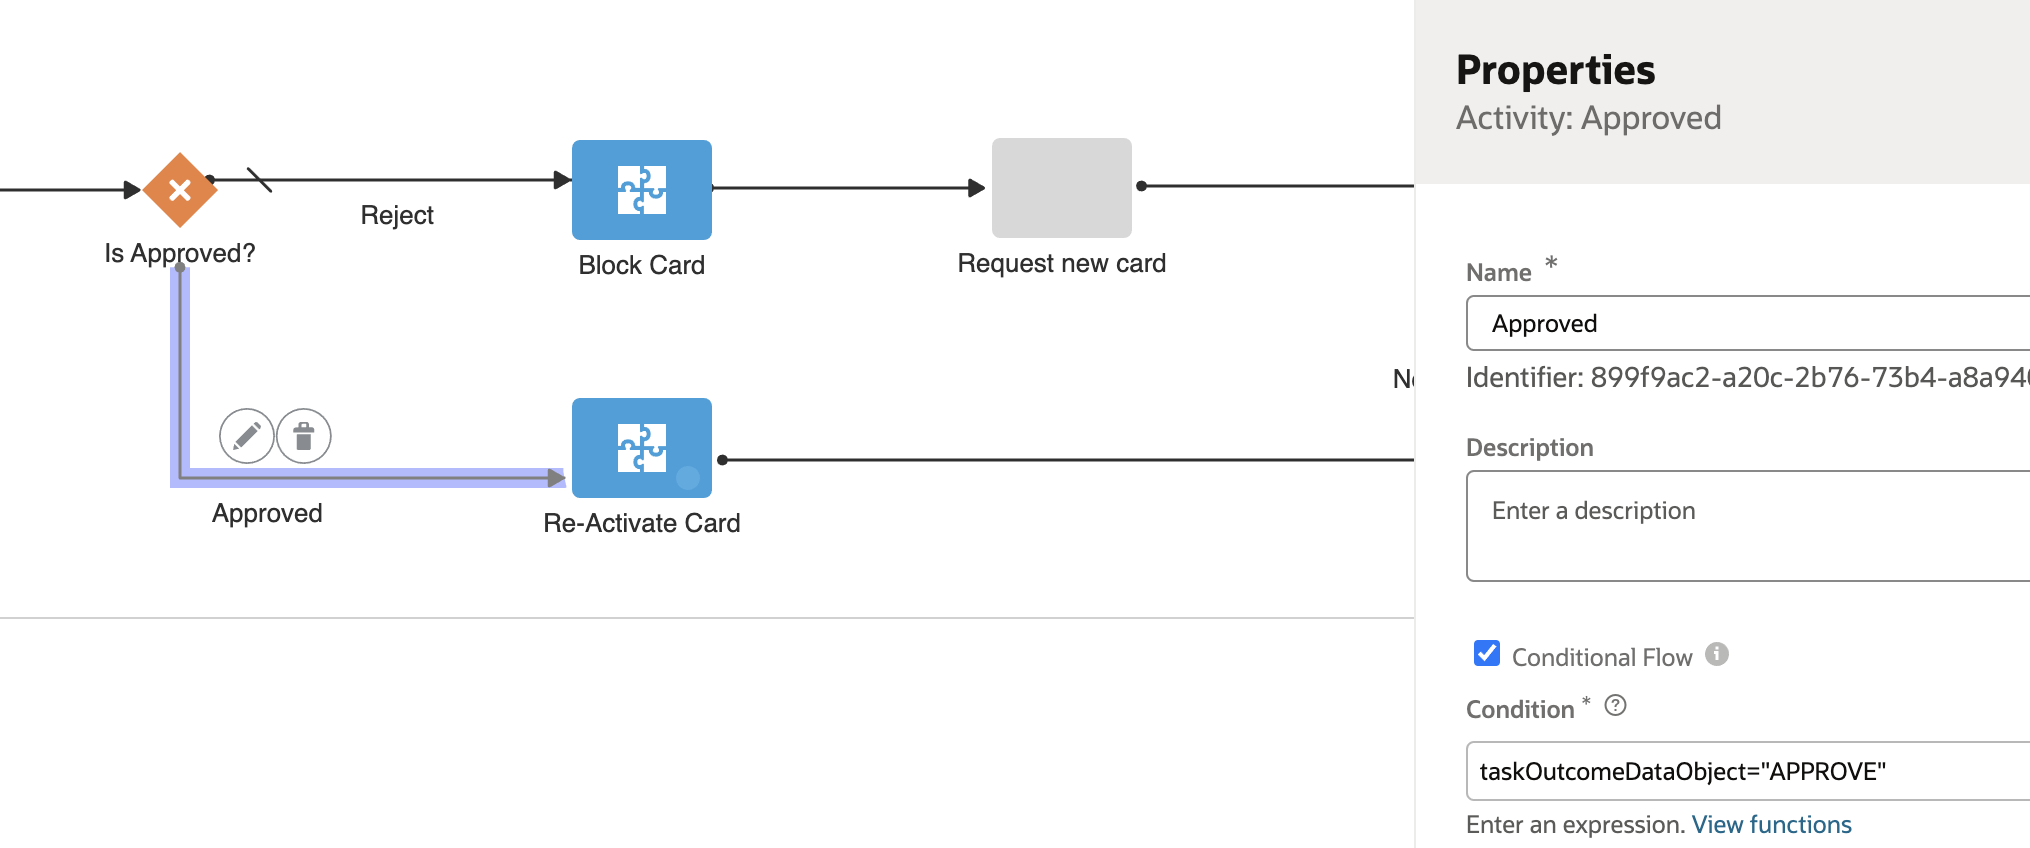 Is Approved?
Reject
Block Card
Request new card
Approved
Re-Activate Card
Properties
Activity: Approved
Name *
Approved
Identifier: 899f9ac2-a20c-2b76-73b4-a8a94
Description
Enter a description
Conditional Flow
Condition *
taskOutcomeDataObject="APPROVE"
Enter an expression. View functions